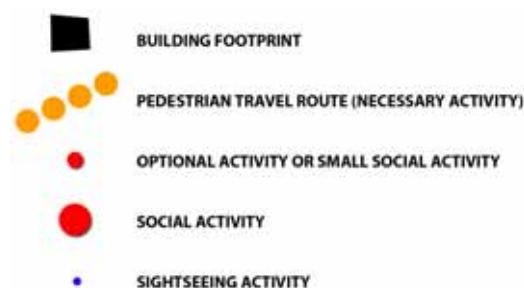 BUILDING FOOTPRINT
PEDESTRIAN TRAVEL ROUTE (NECESSARY ACTIVITY)
OPTIONAL ACTIVITY OR SMALL SOCIAL ACTIVITY
SOCIAL ACTIVITY
SIGHTSEEING ACTIVITY